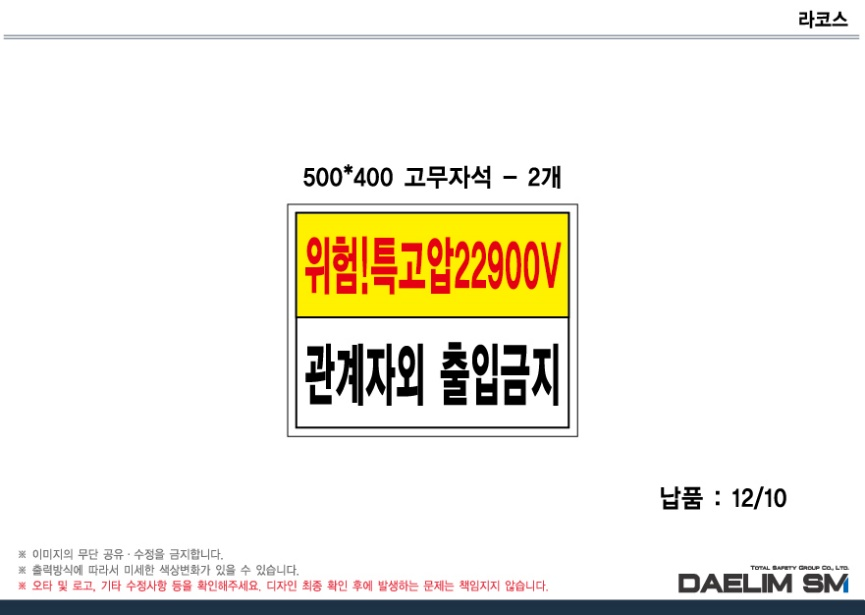 라코스
500*400 고무자석 - 2개
위험!특고압22900V
관계자외 출입금지
납품 : 12/10
※ 이미지의 무단 공유·수정을 금지합니다.
※ 출력방식에 따라서 미세한 색상변화가 있을 수 있습니다.
※ 오타 및 로고, 기타 수정사항 등을 확인해주세요. 디자인 최종 확인 후에 발생하는 문제는 책임지지 않습니다.
TOTAL SAFETY GROUP CO., LTD.
DAELIM SM